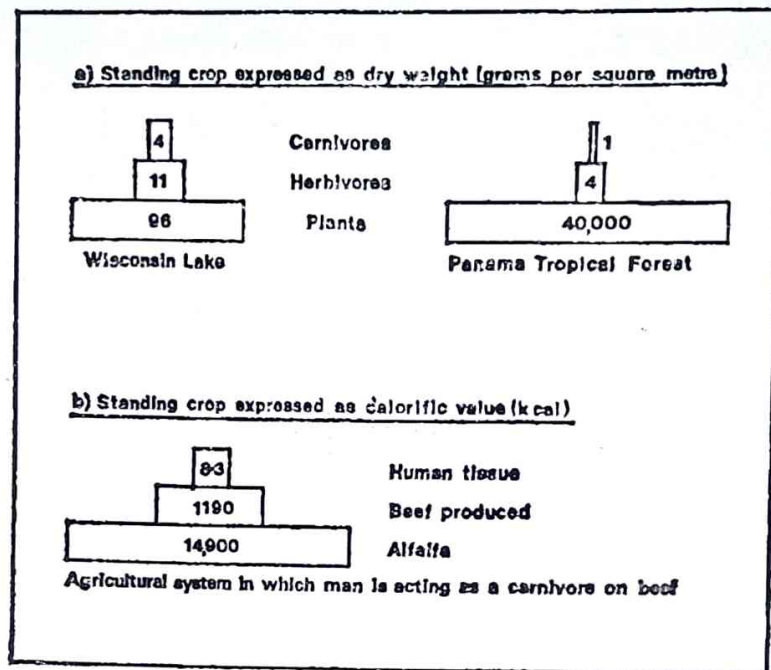 a) Standing crop expressed as dry weight (grams per square metre)
4 Carnivores 1
11 Herbivores 4
96 Plants 40,000
Wisconsin Lake Panama Tropical Forest
b) Standing crop expressed as calorific value (k cal)
8·3 Human tissue
1190 Beef produced
14,900 Alfalfa
Agricultural system in which man is acting as a carnivore on beef